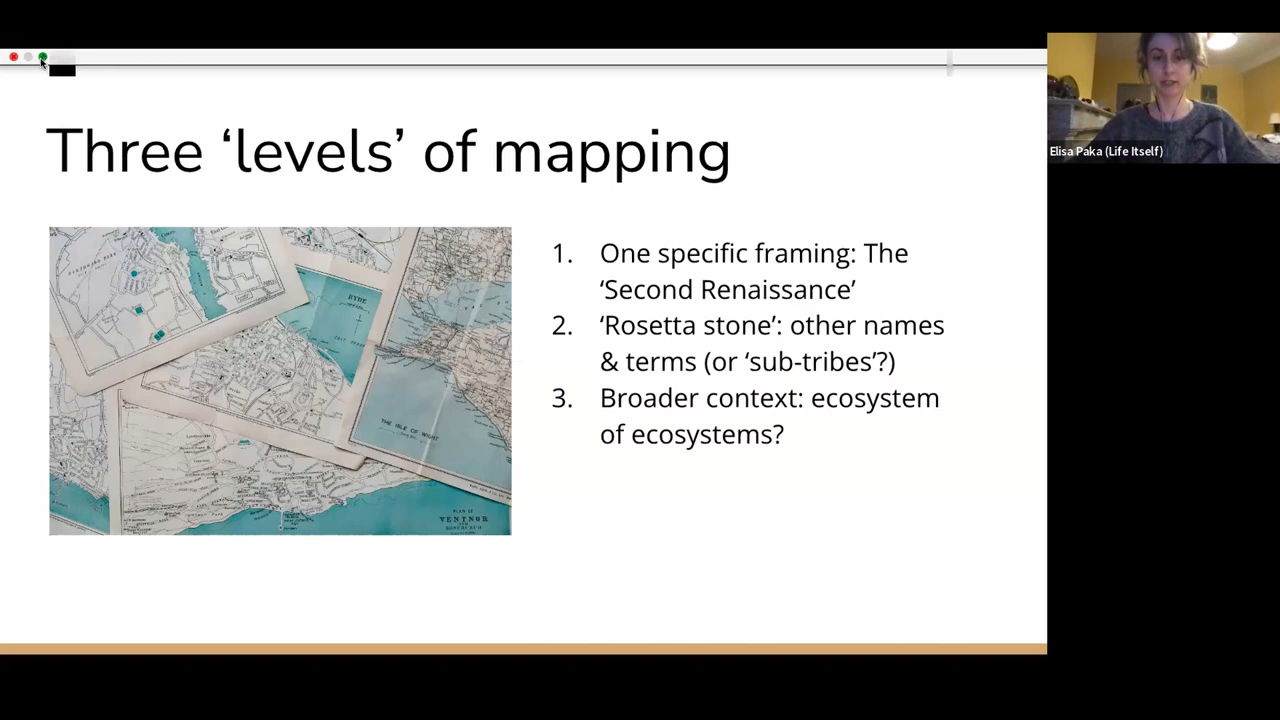 Three ‘levels’ of mapping
1. One specific framing: The
‘Second Renaissance’
2. ‘Rosetta stone’: other names
& terms (or ‘sub-tribes’?)
3. Broader context: ecosystem
of ecosystems?
RYDE
THE ISLE OF WIGHT
VENTNOR
Elisa Paka (Life Itself)